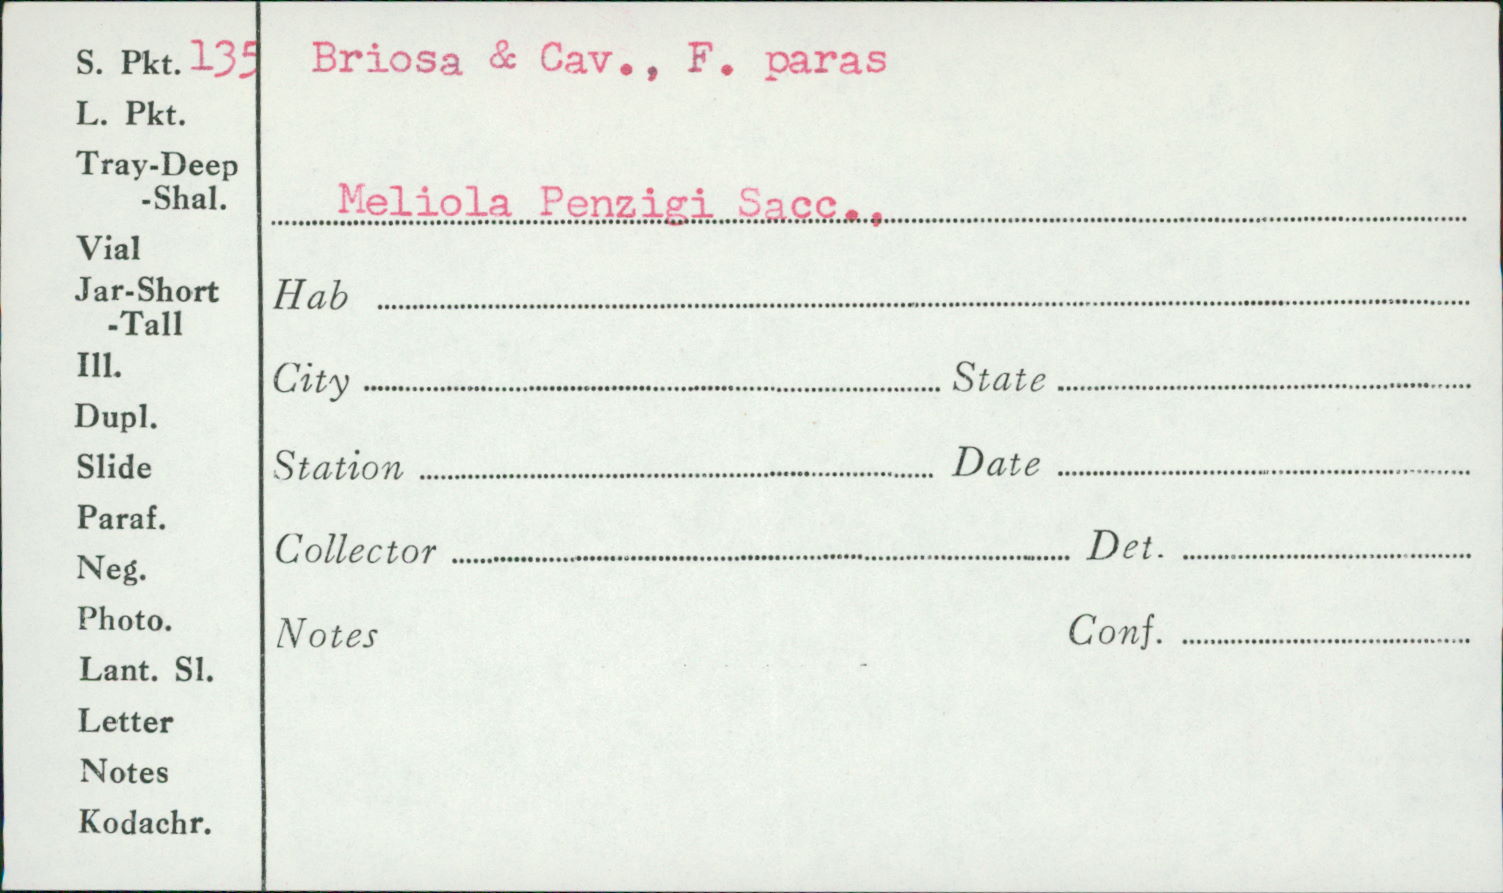 S. Pkt. 135
L. Pkt.
Tray-Deep
-Shal.
Vial
Jar-Short
-Tall
Ill.
Dupl.
Slide
Paraf.
Neg.
Photo.
Lant. Sl.
Letter
Notes
Kodachr.
Briosa & Cav., F. paras
Meliola Penzigi Sacc.,
Hab
City State
Station Date
Collector Det.
Notes Conf.